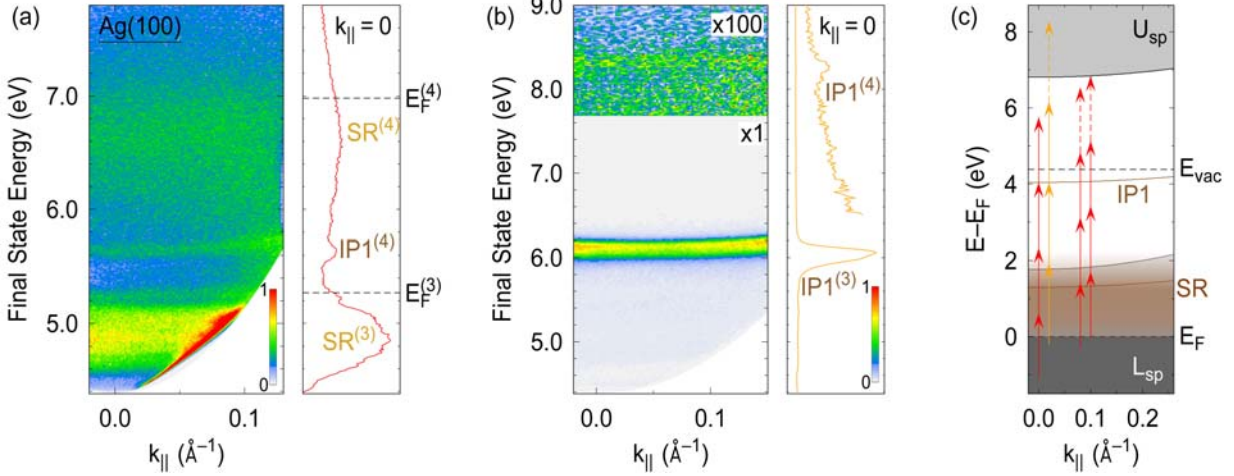 (a)
Ag(100)
k|| = 0
7.0
6.0
5.0
Final State Energy (eV)
E_F^(4)
SR^(4)
IP1^(4)
E_F^(3)
SR^(3)
1
0
0.0
0.1
k|| (Å⁻¹)
(b)
9.0
8.0
7.0
6.0
5.0
Final State Energy (eV)
x100
x1
k|| = 0
IP1^(4)
IP1^(3)
1
0
0.0
0.1
k|| (Å⁻¹)
(c)
8
6
4
2
0
E−E_F (eV)
U_sp
E_vac
IP1
SR
E_F
L_sp
0.0
0.1
0.2
k|| (Å⁻¹)